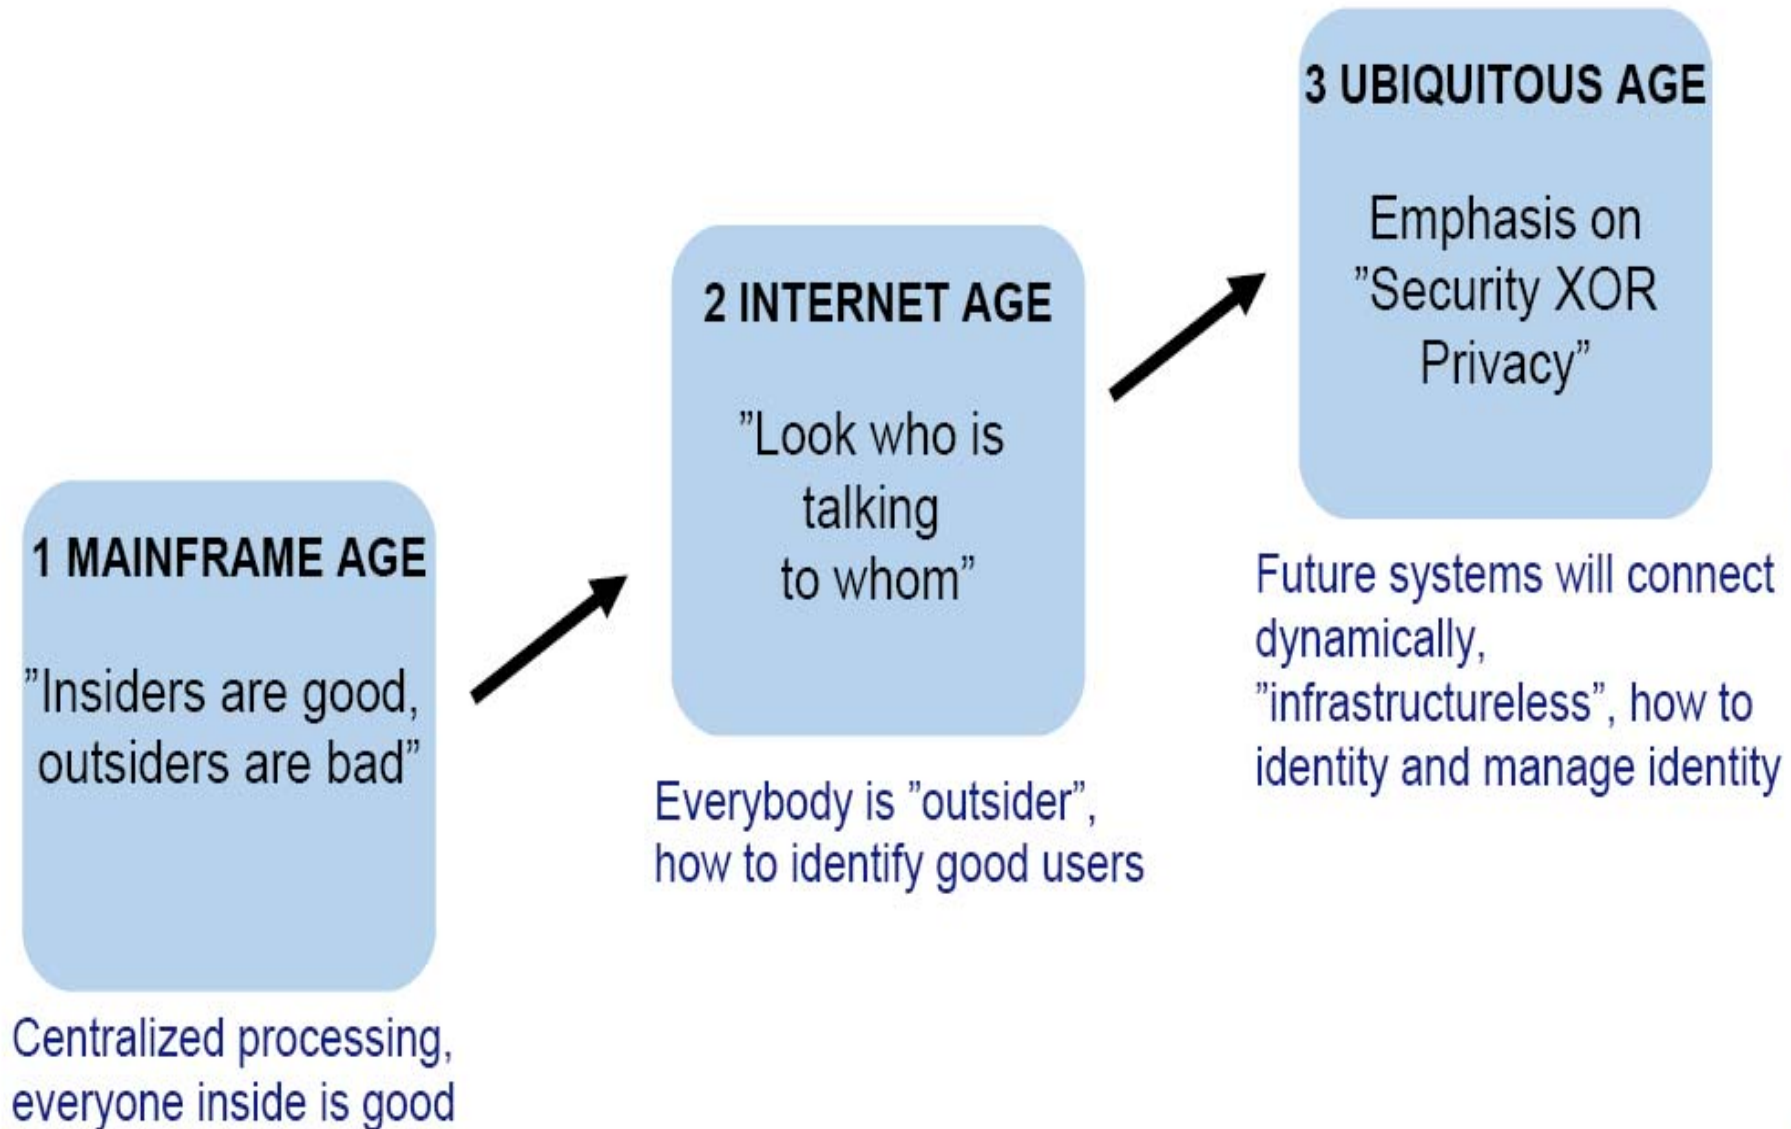 1 MAINFRAME AGE
”Insiders are good,
outsiders are bad”
Centralized processing,
everyone inside is good
2 INTERNET AGE
”Look who is
talking
to whom”
Everybody is ”outsider”,
how to identify good users
3 UBIQUITOUS AGE
Emphasis on
”Security XOR
Privacy”
Future systems will connect
dynamically,
”infrastructureless”, how to
identity and manage identity